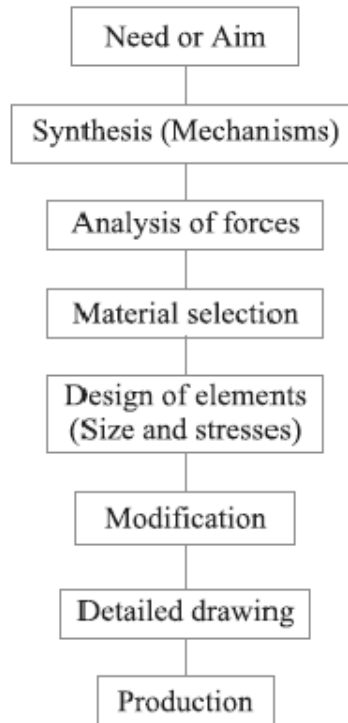 Need or Aim
Synthesis (Mechanisms)
Analysis of forces
Material selection
Design of elements
(Size and stresses)
Modification
Detailed drawing
Production